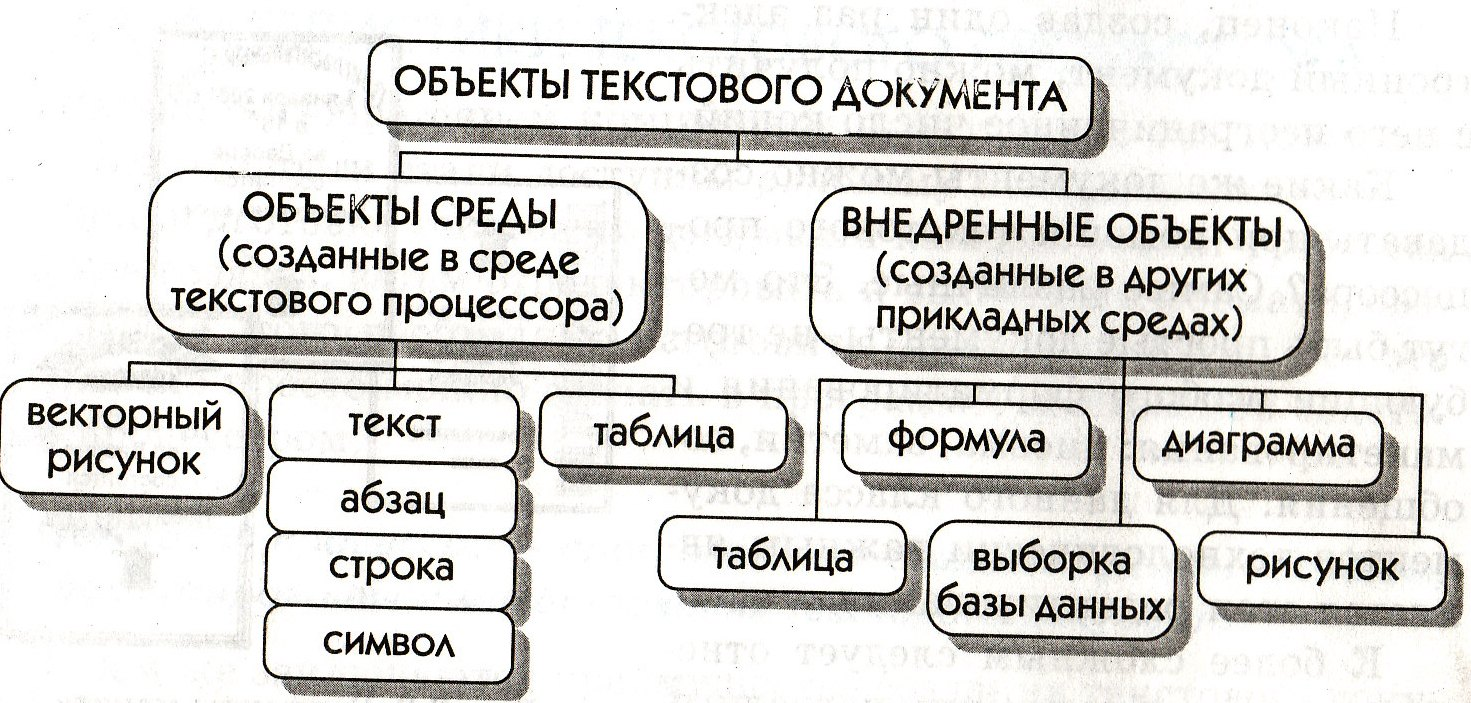 ОБЪЕКТЫ ТЕКСТОВОГО ДОКУМЕНТА
ОБЪЕКТЫ СРЕДЫ
(созданные в среде
текстового процессора)
ВНЕДРЕННЫЕ ОБЪЕКТЫ
(созданные в других
прикладных средах)
векторный
рисунок
текст
абзац
строка
символ
таблица
формула
диаграмма
таблица
выборка
базы данных
рисунок